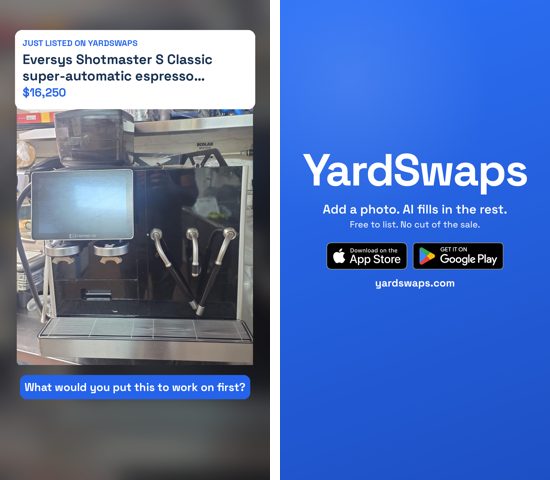 JUST LISTED ON YARDSWAPS
Eversys Shotmaster S Classic
super-automatic espresso...
$16,250
What would you put this to work on first?
YardSwaps
Add a photo. AI fills in the rest.
Free to list. No cut of the sale.
Download on the
App Store
GET IT ON
Google Play
yardswaps.com